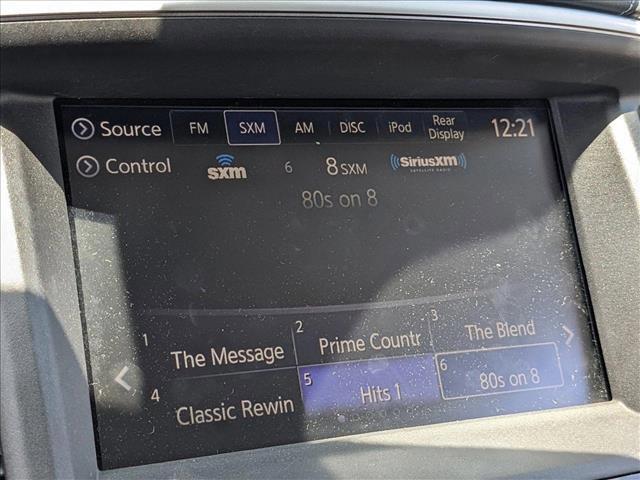 Source FM SXM AM DISC iPod Rear Display 12:21
Control sxm 6 8 SXM ((SiriusXM))
SATELLITE RADIO
80s on 8
1 The Message 2 Prime Countr 3 The Blend
4 Classic Rewin 5 Hits 1 6 80s on 8